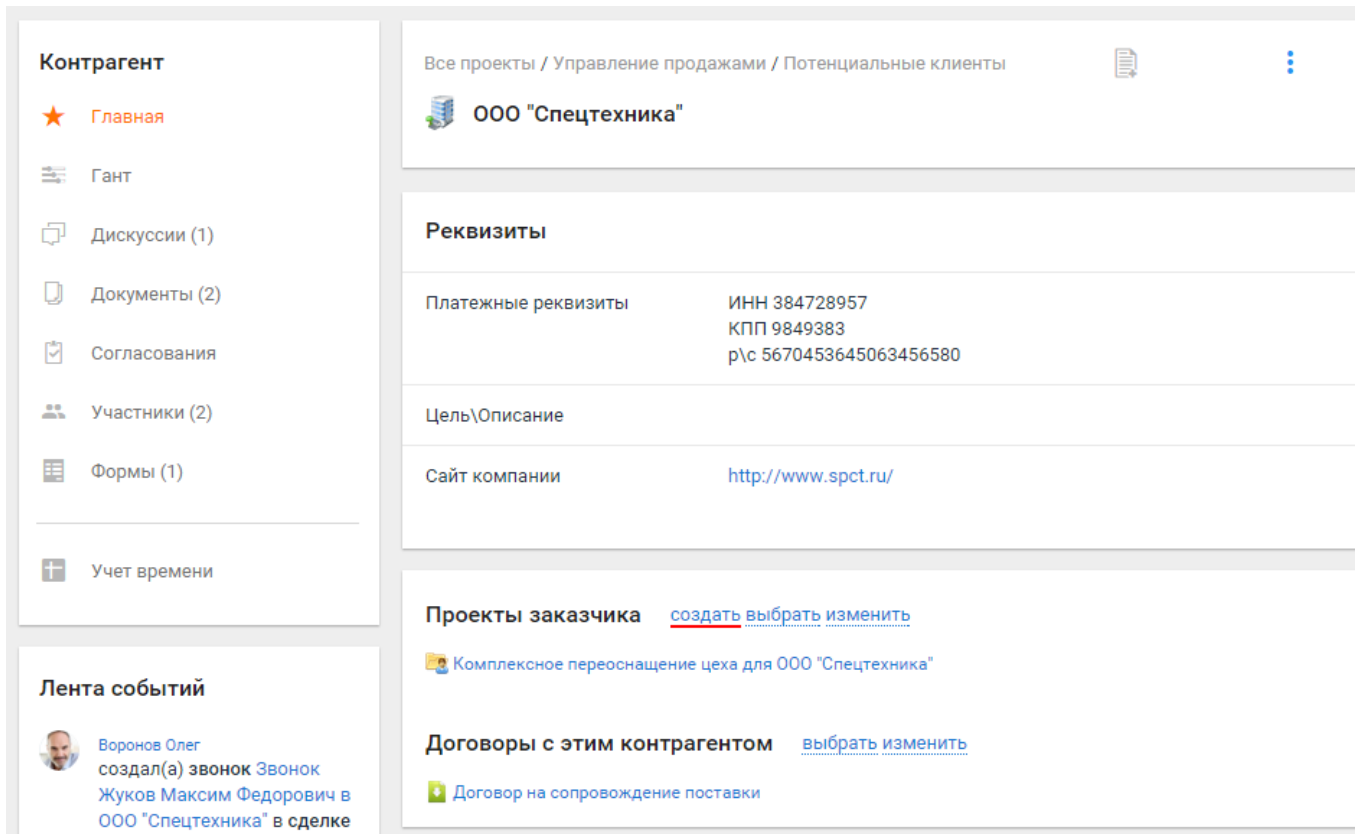 Контрагент
Главная
Гант
Дискуссии (1)
Документы (2)
Согласования
Участники (2)
Формы (1)
Учет времени
Лента событий
Воронов Олег
создал(а) звонок Звонок
Жуков Максим Федорович в
ООО "Спецтехника" в сделке
Все проекты / Управление продажами / Потенциальные клиенты
ООО "Спецтехника"
Реквизиты
Платежные реквизиты
ИНН 384728957
КПП 9849383
р\с 5670453645063456580
Цель\Описание
Сайт компании http://www.spct.ru/
Проекты заказчика создать выбрать изменить
Комплексное переоснащение цеха для ООО "Спецтехника"
Договоры с этим контрагентом выбрать изменить
Договор на сопровождение поставки